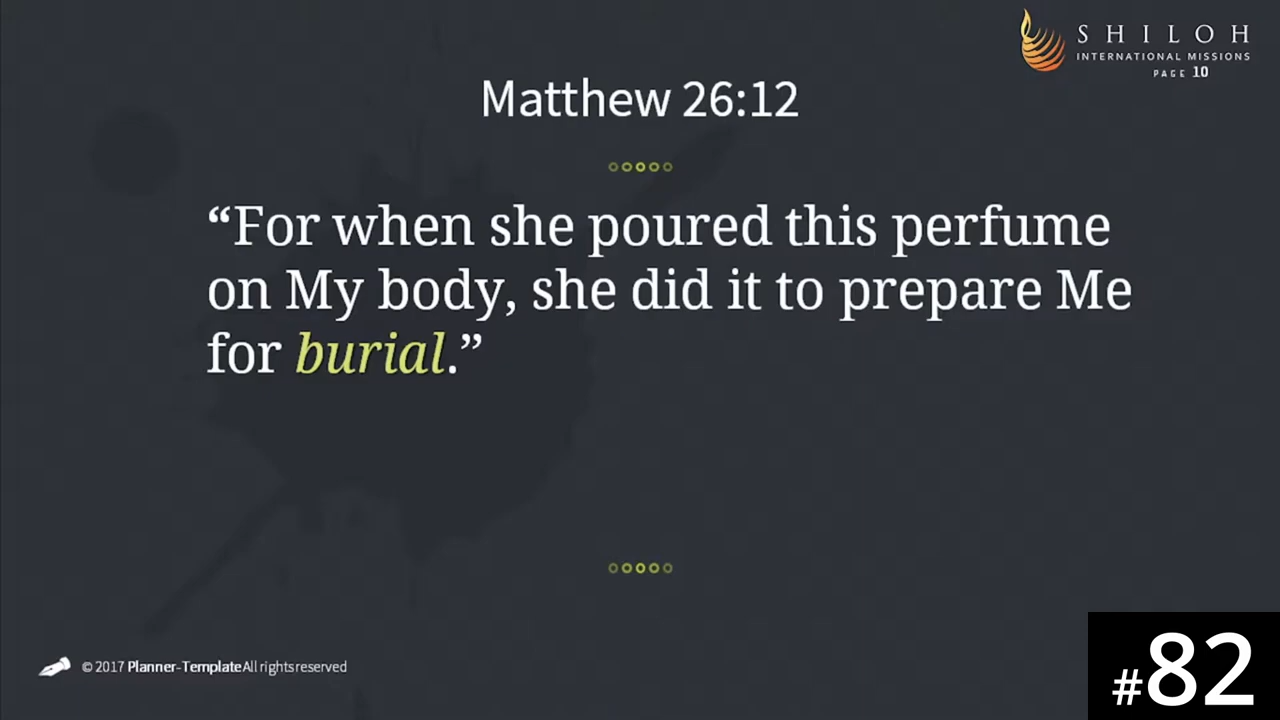 SHILOH
INTERNATIONAL MISSIONS
PAGE 10
Matthew 26:12
“For when she poured this perfume
on My body, she did it to prepare Me
for burial.”
© 2017 Planner-Template All rights reserved
#82